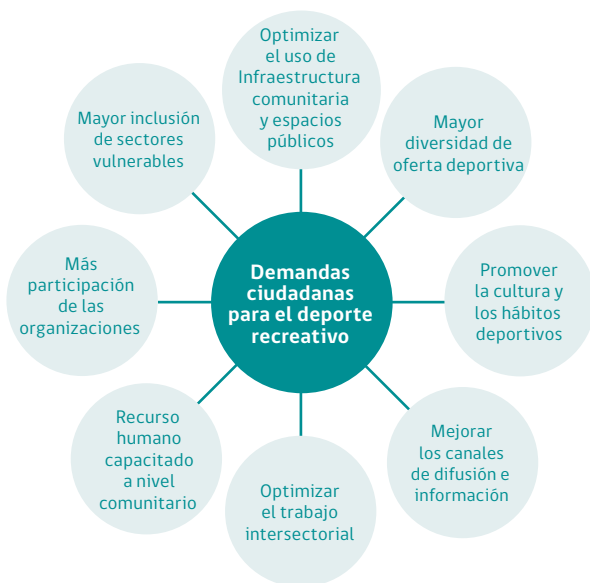 Demandas
ciudadanas
para el deporte
recreativo
Optimizar
el uso de
Infraestructura
comunitaria
y espacios
públicos
Mayor
diversidad de
oferta deportiva
Promover
la cultura y
los hábitos
deportivos
Mejorar
los canales
de difusión e
información
Optimizar
el trabajo
intersectorial
Recurso
humano
capacitado
a nivel
comunitario
Más
participación
de las
organizaciones
Mayor inclusión
de sectores
vulnerables